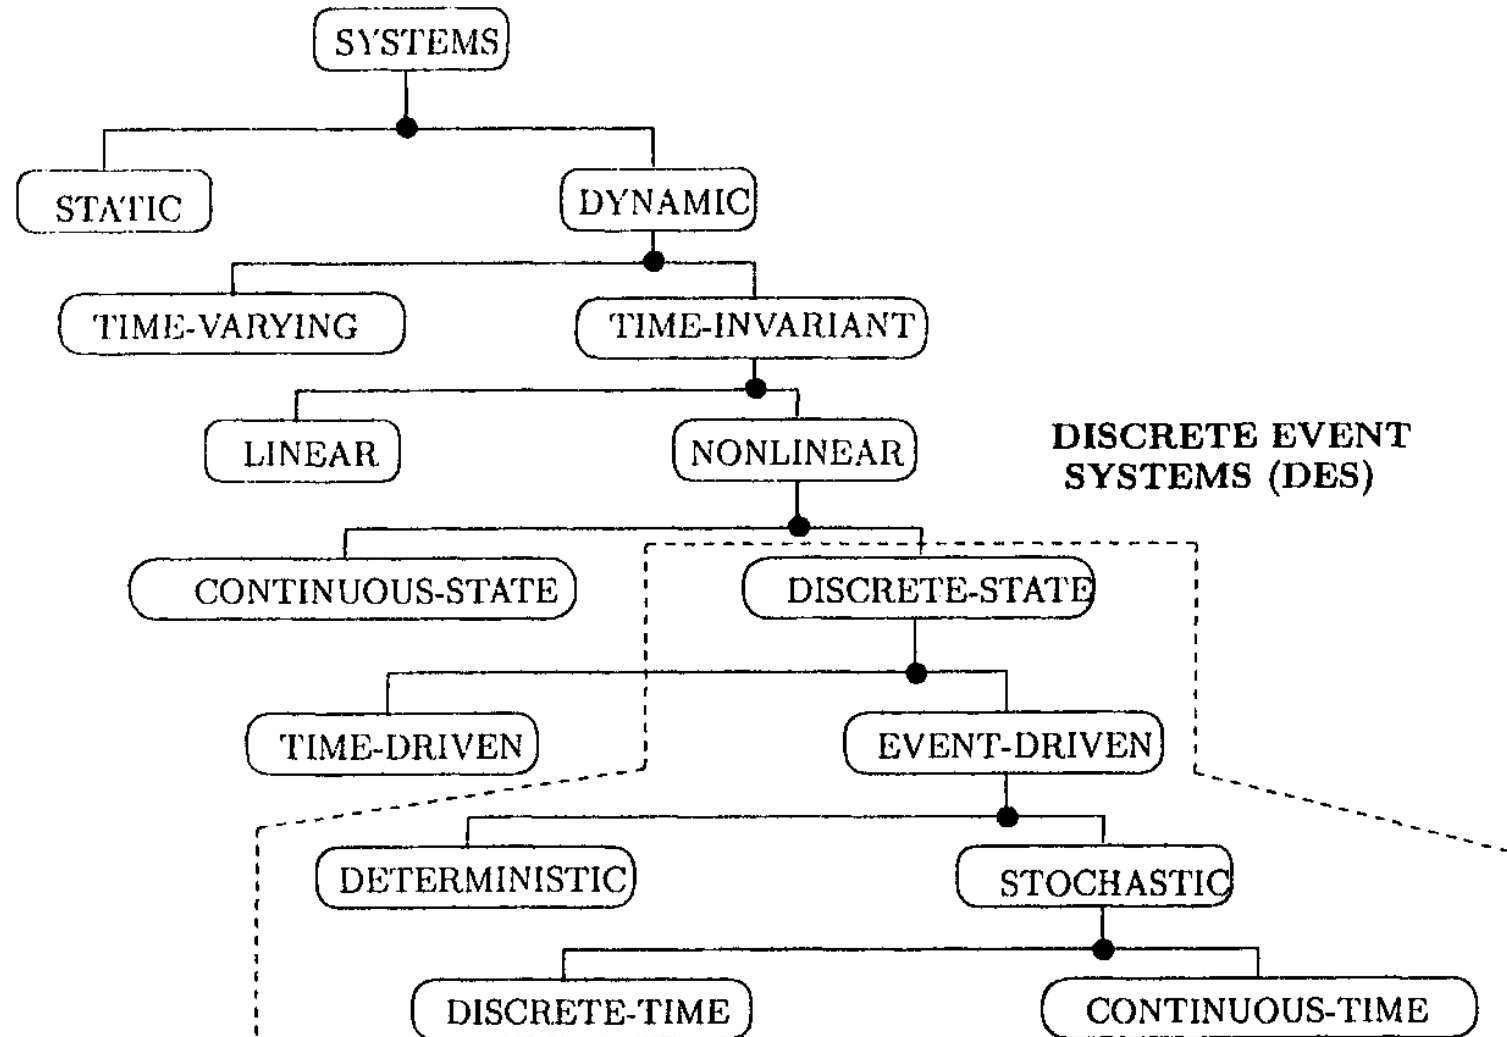 SYSTEMS
STATIC
DYNAMIC
TIME-VARYING
TIME-INVARIANT
LINEAR
NONLINEAR
DISCRETE EVENT
SYSTEMS (DES)
CONTINUOUS-STATE
DISCRETE-STATE
TIME-DRIVEN
EVENT-DRIVEN
DETERMINISTIC
STOCHASTIC
DISCRETE-TIME
CONTINUOUS-TIME